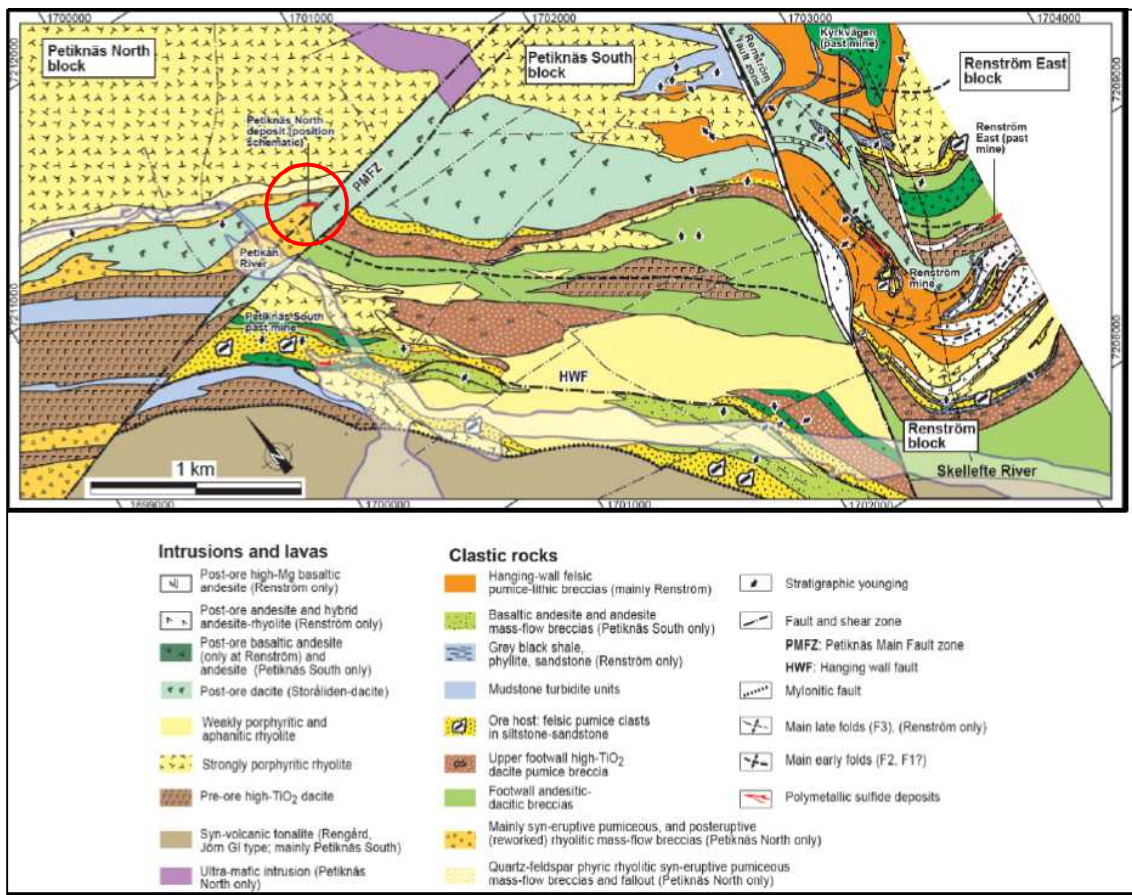 1700000
1701000
1702000
1703000
1704000
7212000
7209000
7211000
7208000
Petiknäs North
block
Petiknäs South
block
Renström
fault zone
Kyrkvägen
(past mine)
Renström East
block
Renström
East (past
mine)
Petiknäs North
deposit (position
schematic)
PMFZ
Petikån
River
Renström
mine
Petiknäs South
past mine
HWF
Renström
block
Skellefte River
1 km
1699000
1700000
1701000
1702000
Intrusions and lavas
Post-ore high-Mg basaltic
andesite (Renström only)
Post-ore andesite and hybrid
andesite-rhyolite (Renström only)
Post-ore basaltic andesite
(only at Renström) and
andesite (Petiknäs South only)
Post-ore dacite (Storåliden-dacite)
Weakly porphyritic and
aphanitic rhyolite
Strongly porphyritic rhyolite
Pre-ore high-TiO2 dacite
Syn-volcanic tonalite (Rengård,
Jörn GI type; mainly Petiknäs South)
Ultra-mafic intrusion (Petiknäs
North only)
Clastic rocks
Hanging-wall felsic
pumice-lithic breccias (mainly Renström)
Basaltic andesite and andesite
mass-flow breccias (Petiknäs South only)
Grey black shale,
phyllite, sandstone (Renström only)
Mudstone turbidite units
Ore host: felsic pumice clasts
in siltstone-sandstone
Upper footwall high-TiO2
dacite pumice breccia
Footwall andesitic-
dacitic breccias
Mainly syn-eruptive pumiceous, and posteruptive
(reworked) rhyolitic mass-flow breccias (Petiknäs North only)
Quartz-feldspar phyric rhyolitic syn-eruptive pumiceous
mass-flow breccias and fallout (Petiknäs North only)
Stratigraphic younging
Fault and shear zone
PMFZ: Petiknäs Main Fault zone
HWF: Hanging wall fault
Mylonitic fault
Main late folds (F3), (Renström only)
Main early folds (F2, F1?)
Polymetallic sulfide deposits